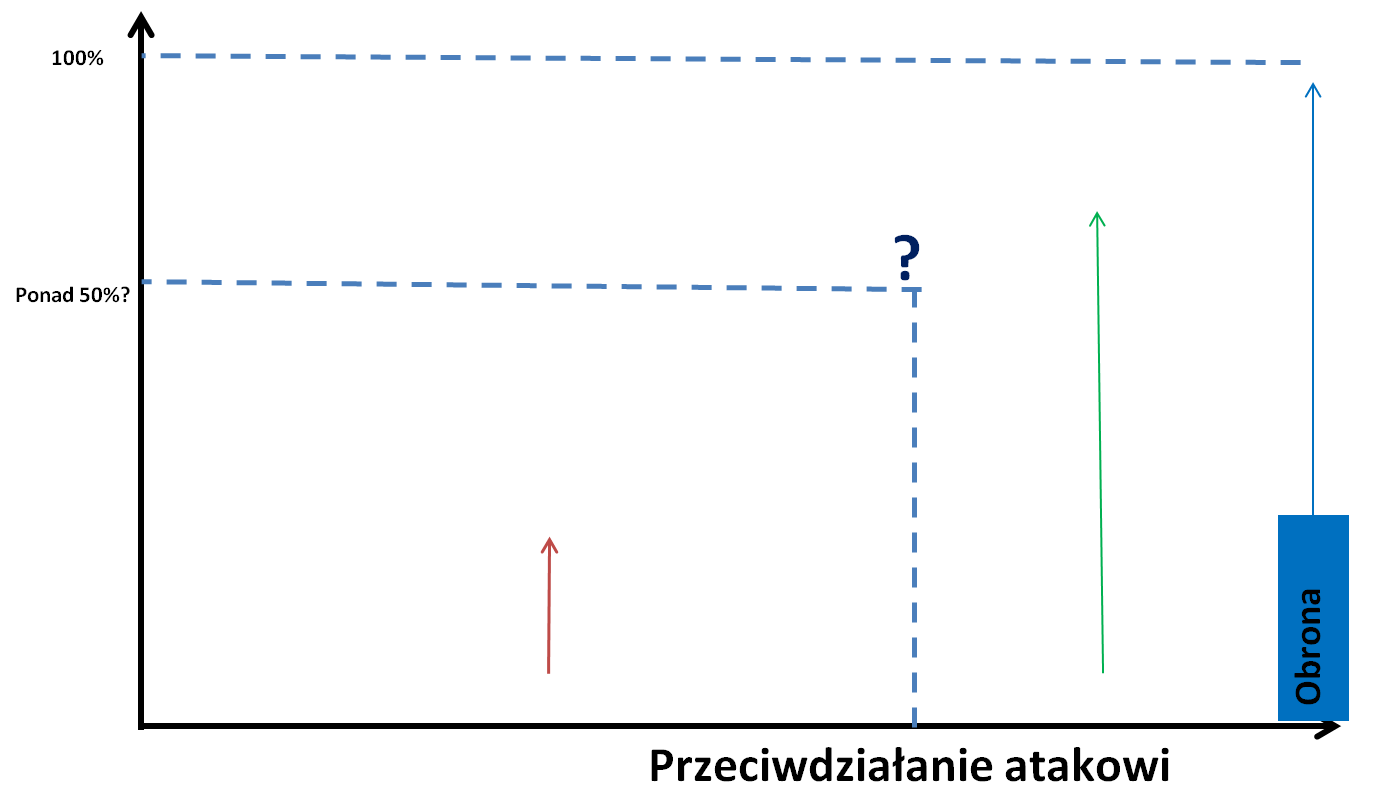 100%
?
Ponad 50%?
Obrona
Przeciwdziałanie atakowi